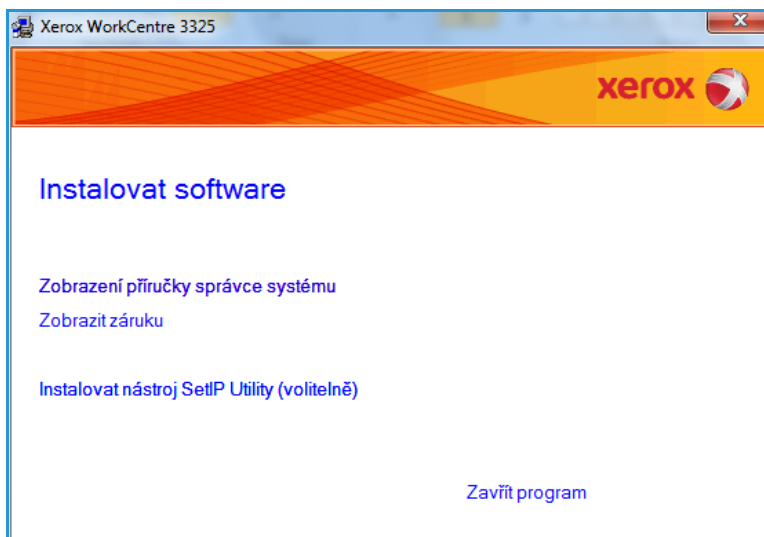 Xerox WorkCentre 3325
xerox
Instalovat software
Zobrazení příručky správce systému
Zobrazit záruku
Instalovat nástroj SetIP Utility (volitelně)
Zavřít program